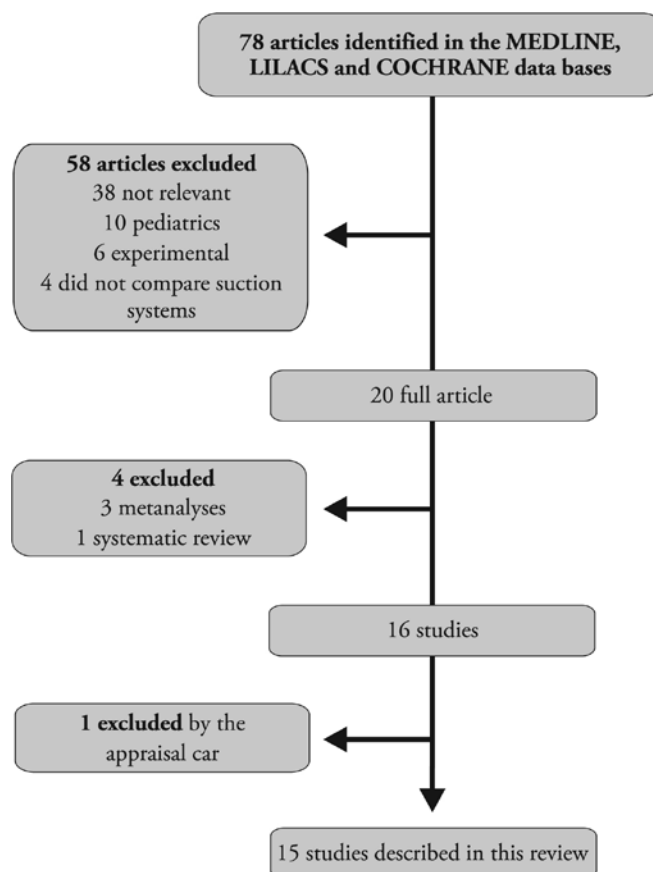 78 articles identified in the MEDLINE,
LILACS and COCHRANE data bases
58 articles excluded
38 not relevant
10 pediatrics
6 experimental
4 did not compare suction
systems
20 full article
4 excluded
3 metanalyses
1 systematic review
16 studies
1 excluded by the
appraisal car
15 studies described in this review